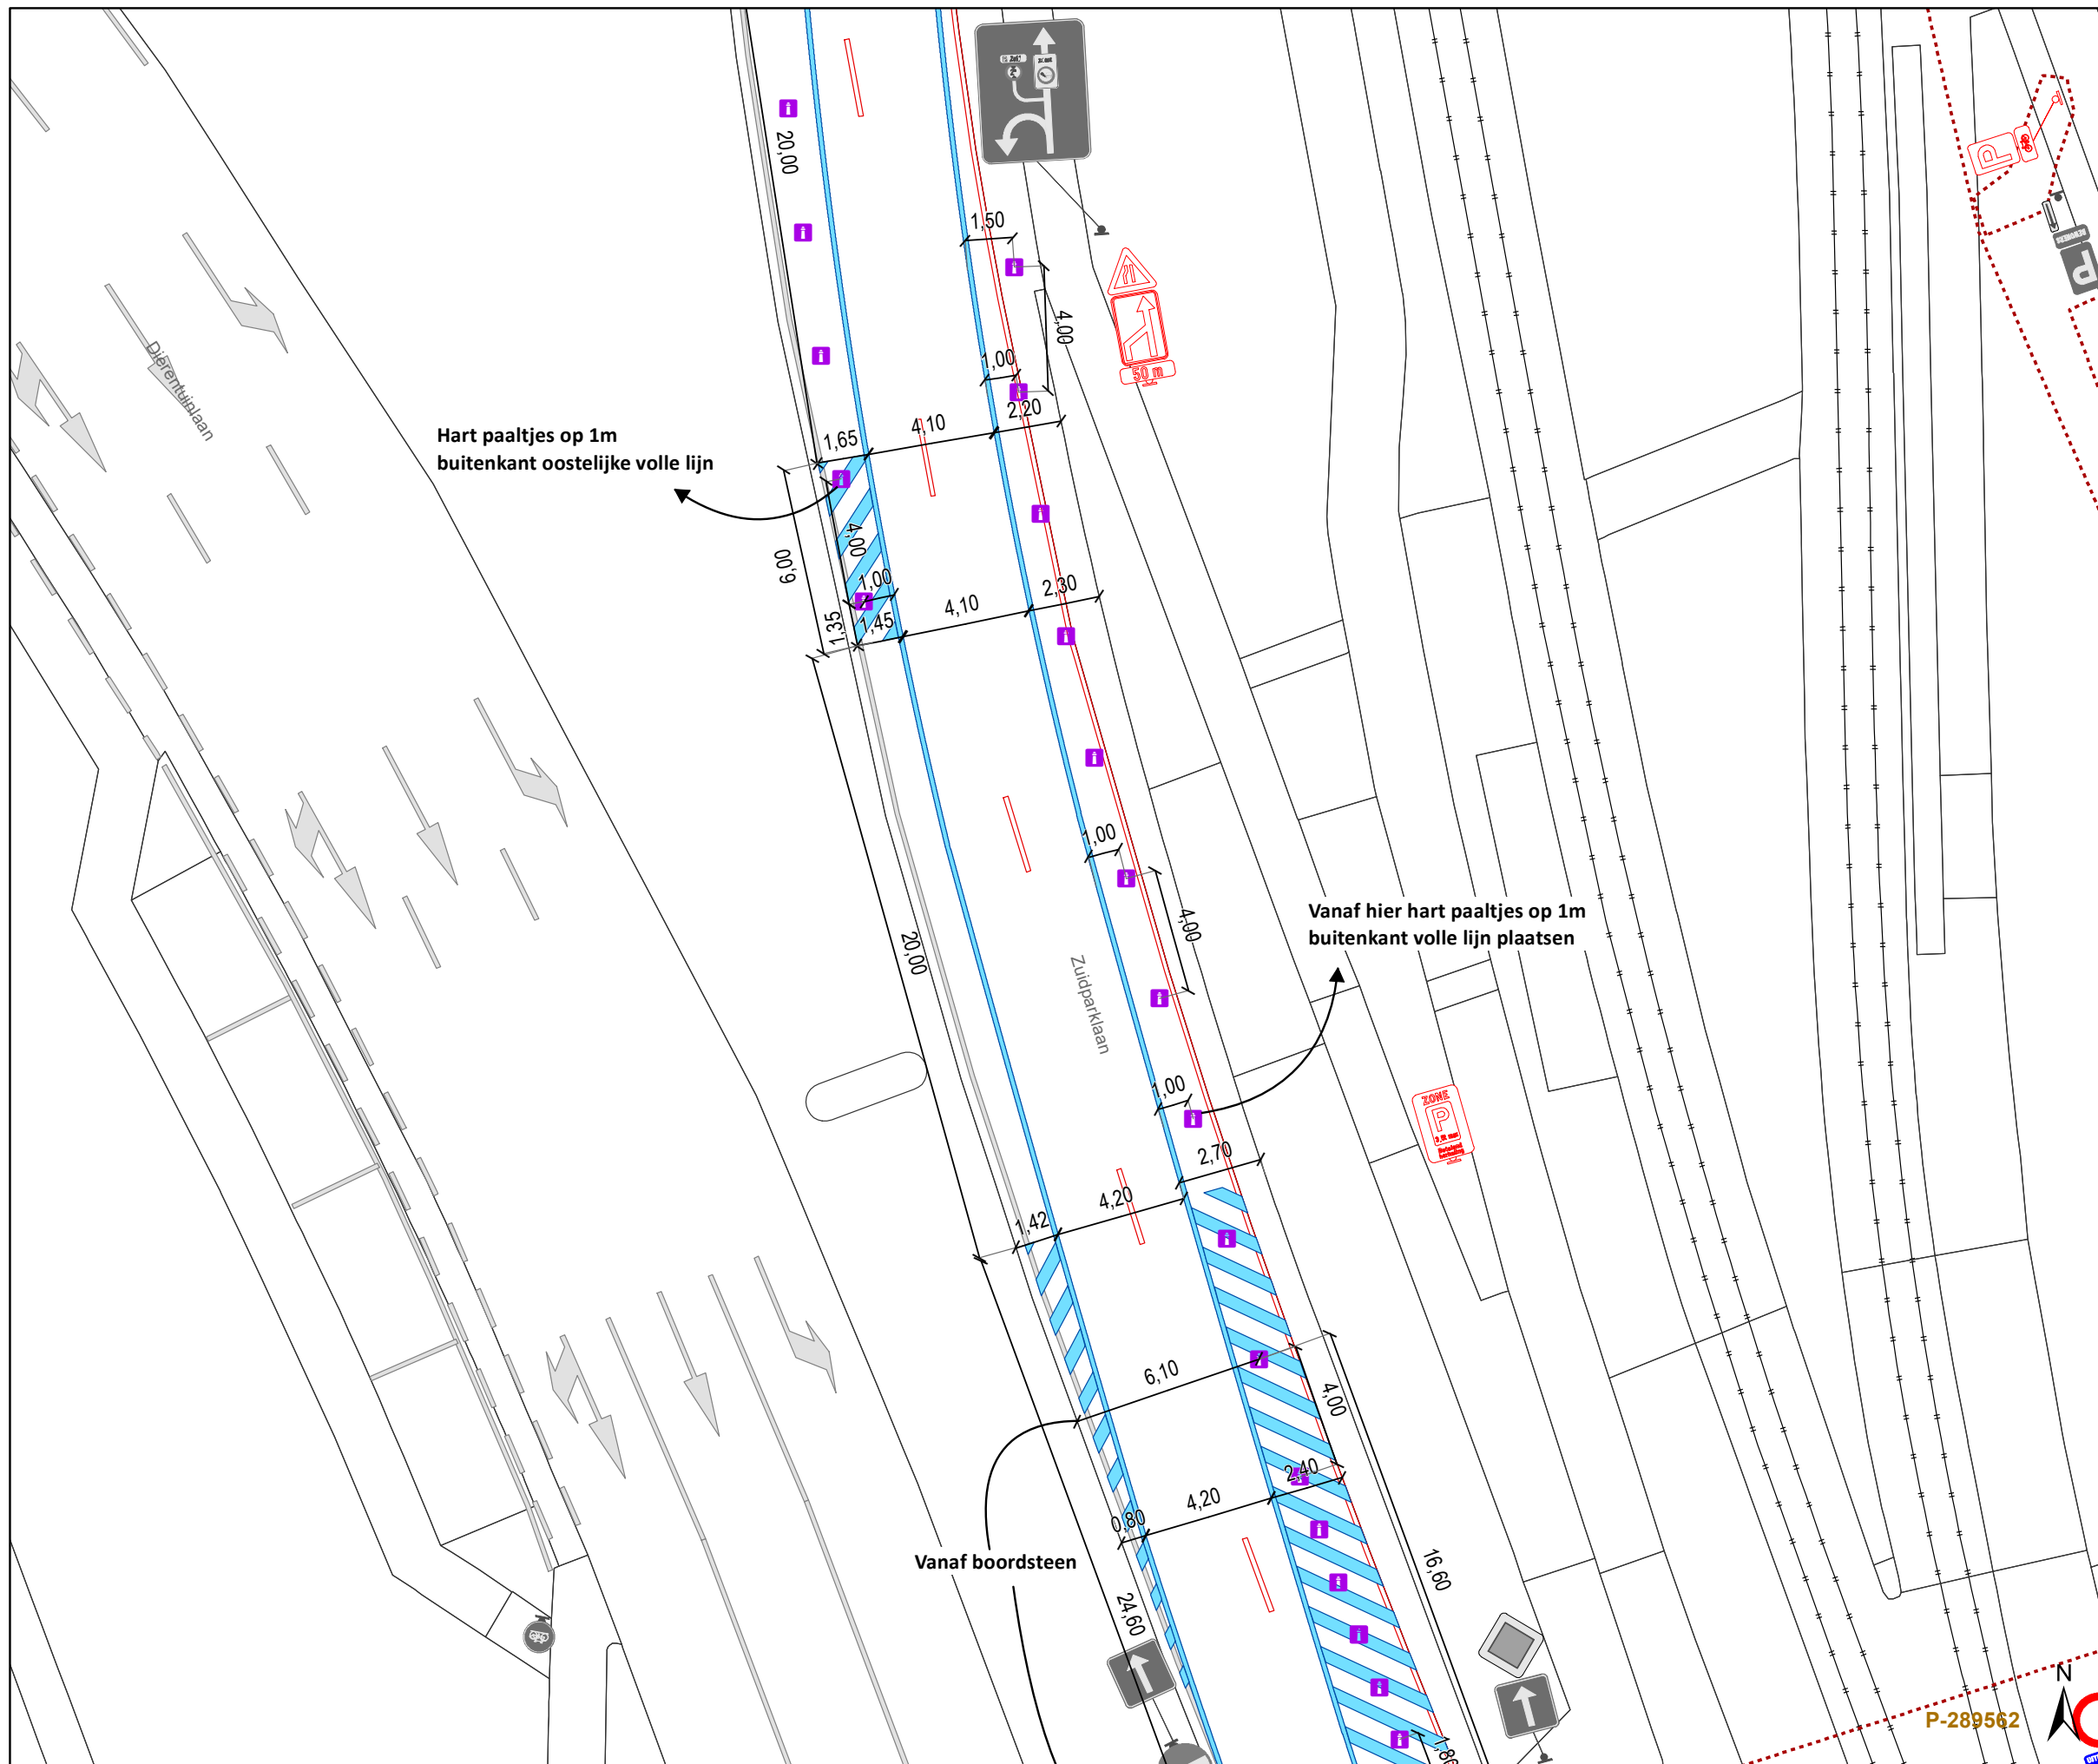 20,00
1,50
4,00
1,00
2,20
4,10
1,65
50 m
P
Dierentuinlaan
Hart paaltjes op 1m
buitenkant oostelijke volle lijn
4,00
6,00
1,00
1,35
1,45
4,10
2,30
1,00
4,00
20,00
Zuidparklaan
Vanaf hier hart paaltjes op 1m
buitenkant volle lijn plaatsen
1,00
ZONE
P
2,70
4,20
1,42
6,10
4,00
2,40
4,20
0,80
Vanaf boordsteen
16,60
24,60
N
P-289562